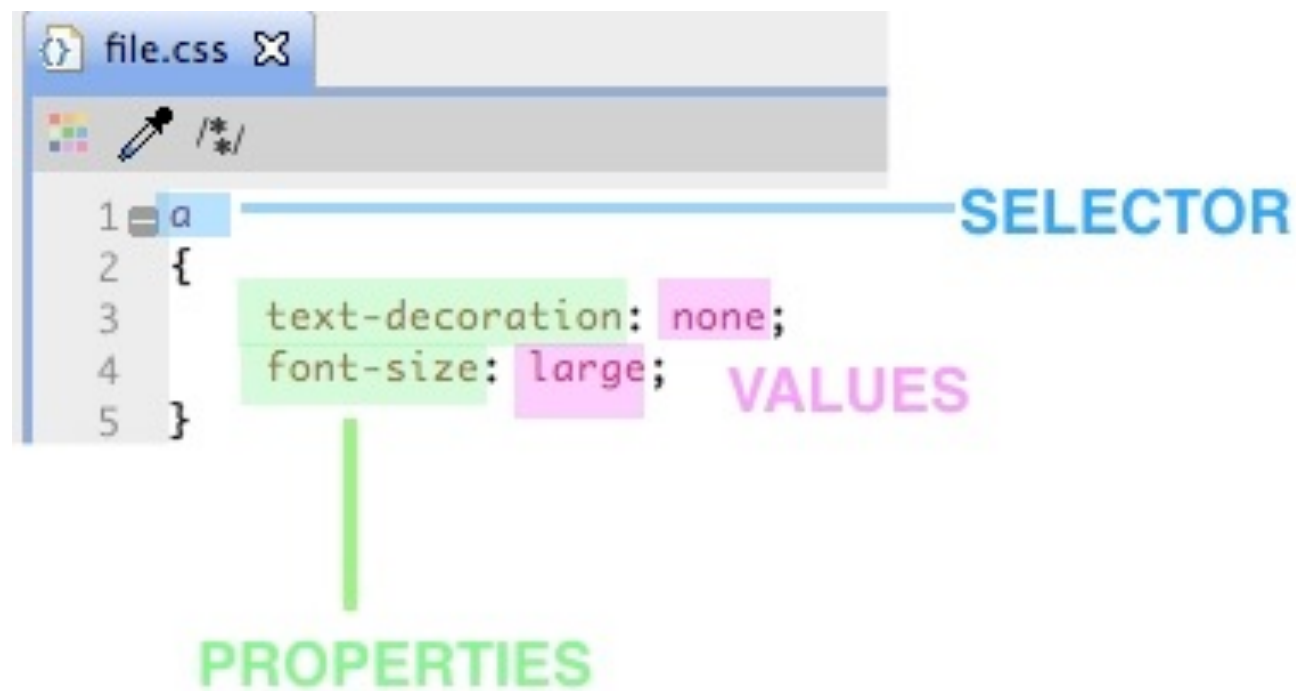 file.css
/**/
1 a SELECTOR
2 {
3 text-decoration: none;
4 font-size: large; VALUES
5 }
PROPERTIES